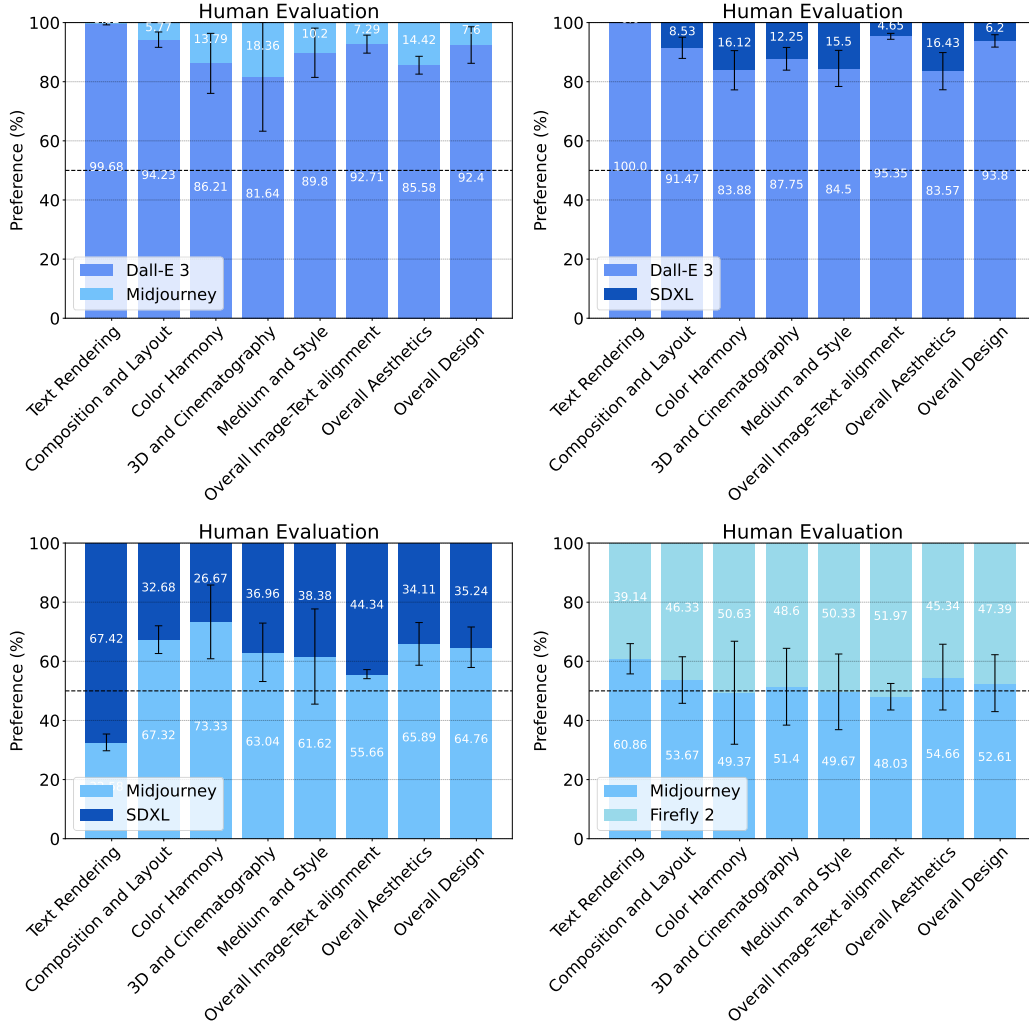 Human Evaluation
Preference (%)
100
80
60
40
20
0
5.77
13.79
18.36
10.2
7.29
14.42
7.6
99.68
94.23
86.21
81.64
89.8
92.71
85.58
92.4
Dall-E 3
Midjourney
Text Rendering
Composition and Layout
Color Harmony
3D and Cinematography
Medium and Style
Overall Image-Text alignment
Overall Aesthetics
Overall Design
Human Evaluation
Preference (%)
100
80
60
40
20
0
8.53
16.12
12.25
15.5
4.65
16.43
6.2
100.0
91.47
83.88
87.75
84.5
95.35
83.57
93.8
Dall-E 3
SDXL
Text Rendering
Composition and Layout
Color Harmony
3D and Cinematography
Medium and Style
Overall Image-Text alignment
Overall Aesthetics
Overall Design
Human Evaluation
Preference (%)
100
80
60
40
20
0
67.42
32.68
26.67
36.96
38.38
44.34
34.11
35.24
67.32
73.33
63.04
61.62
55.66
65.89
64.76
Midjourney
SDXL
Text Rendering
Composition and Layout
Color Harmony
3D and Cinematography
Medium and Style
Overall Image-Text alignment
Overall Aesthetics
Overall Design
Human Evaluation
Preference (%)
100
80
60
40
20
0
39.14
46.33
50.63
48.6
50.33
51.97
45.34
47.39
60.86
53.67
49.37
51.4
49.67
48.03
54.66
52.61
Midjourney
Firefly 2
Text Rendering
Composition and Layout
Color Harmony
3D and Cinematography
Medium and Style
Overall Image-Text alignment
Overall Aesthetics
Overall Design